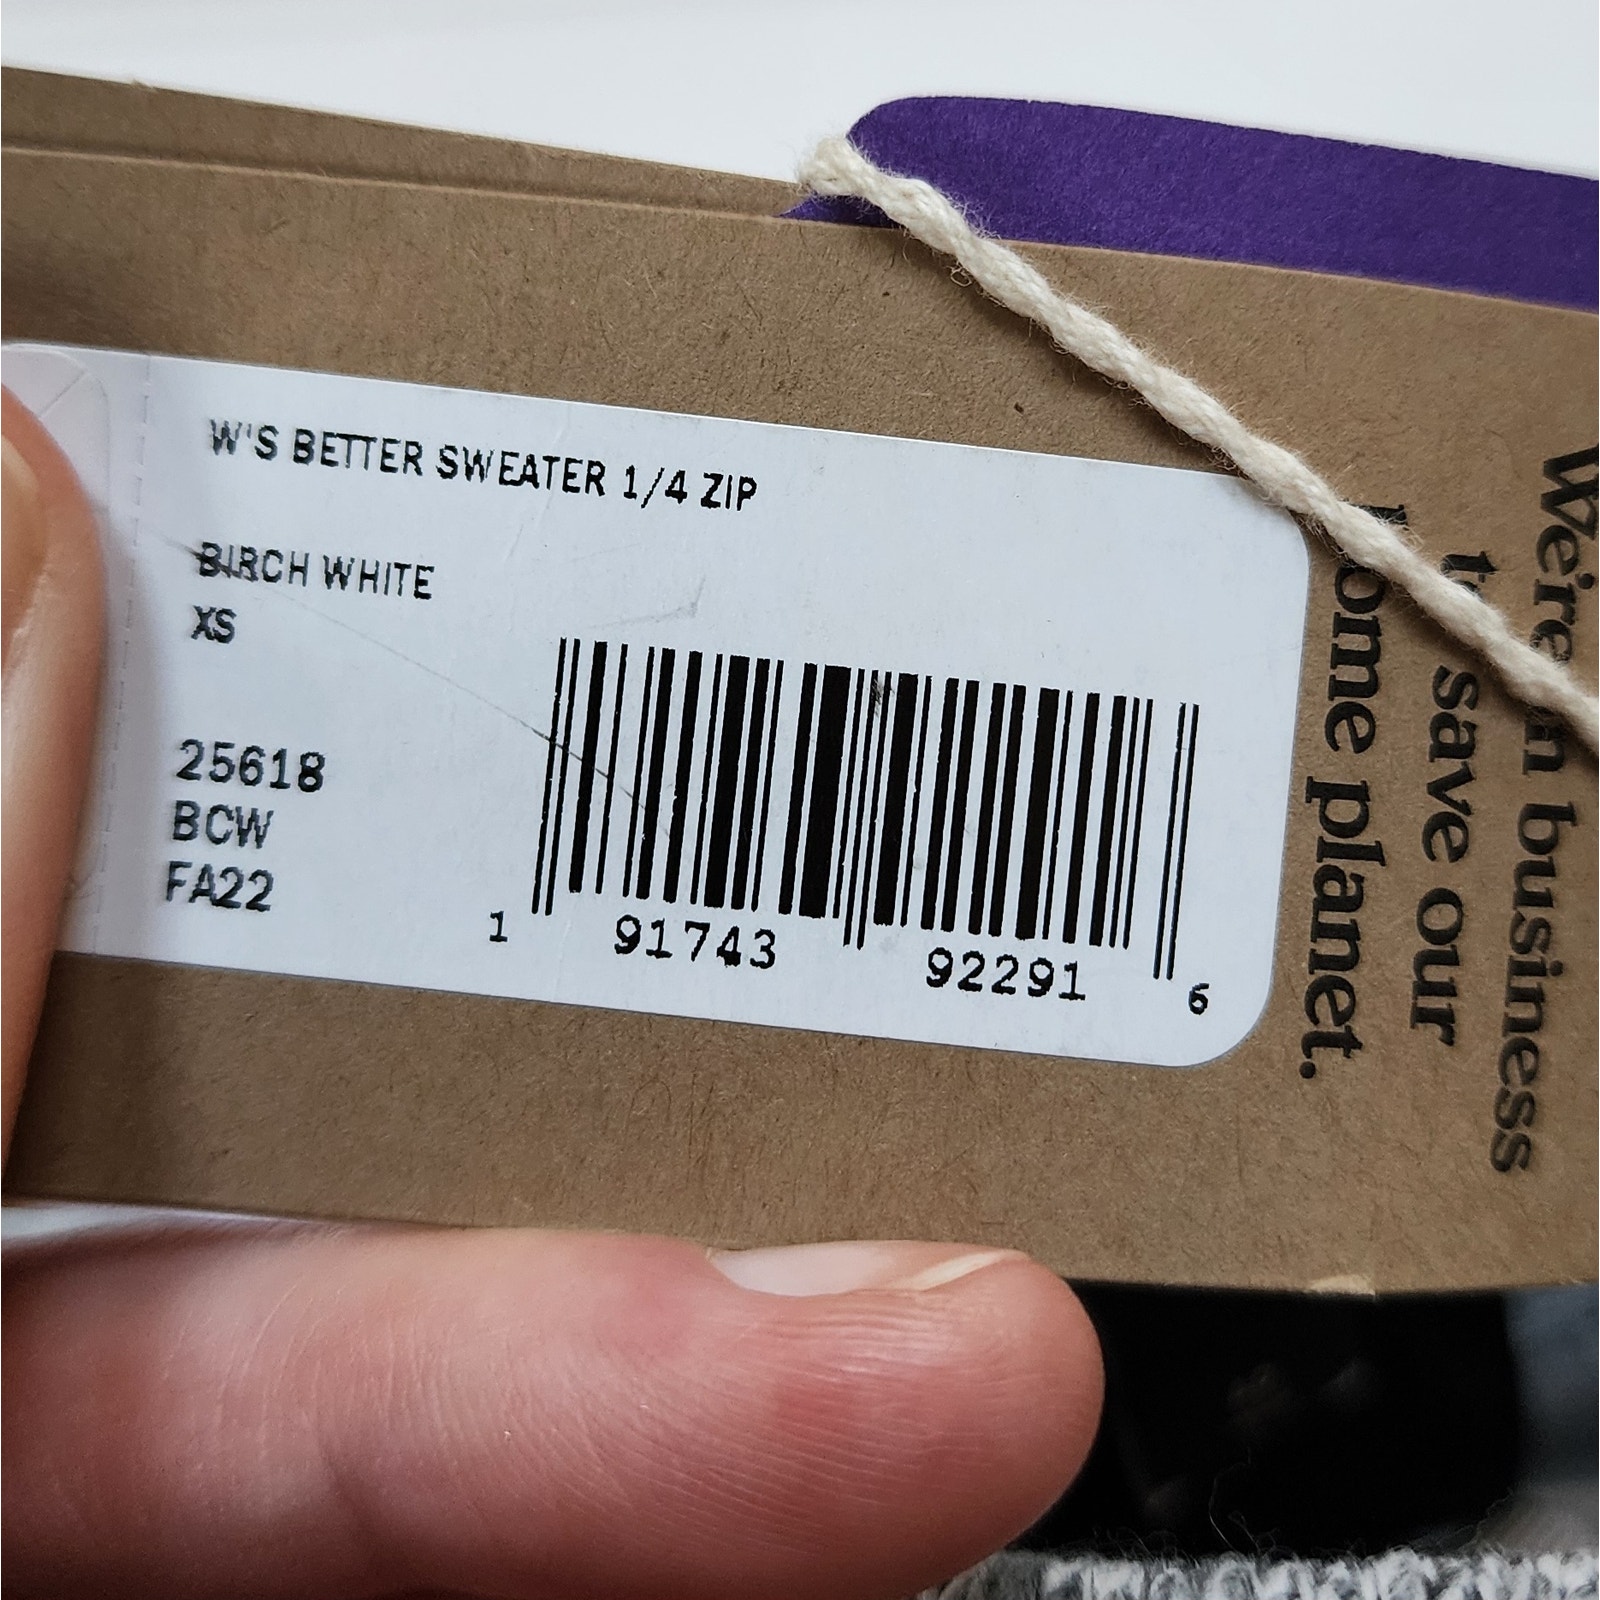 W'S BETTER SWEATER 1/4 ZIP
BIRCH WHITE
XS
25618
BCW
FA22
1 91743 92291 6
We're in business
to save our
home planet.